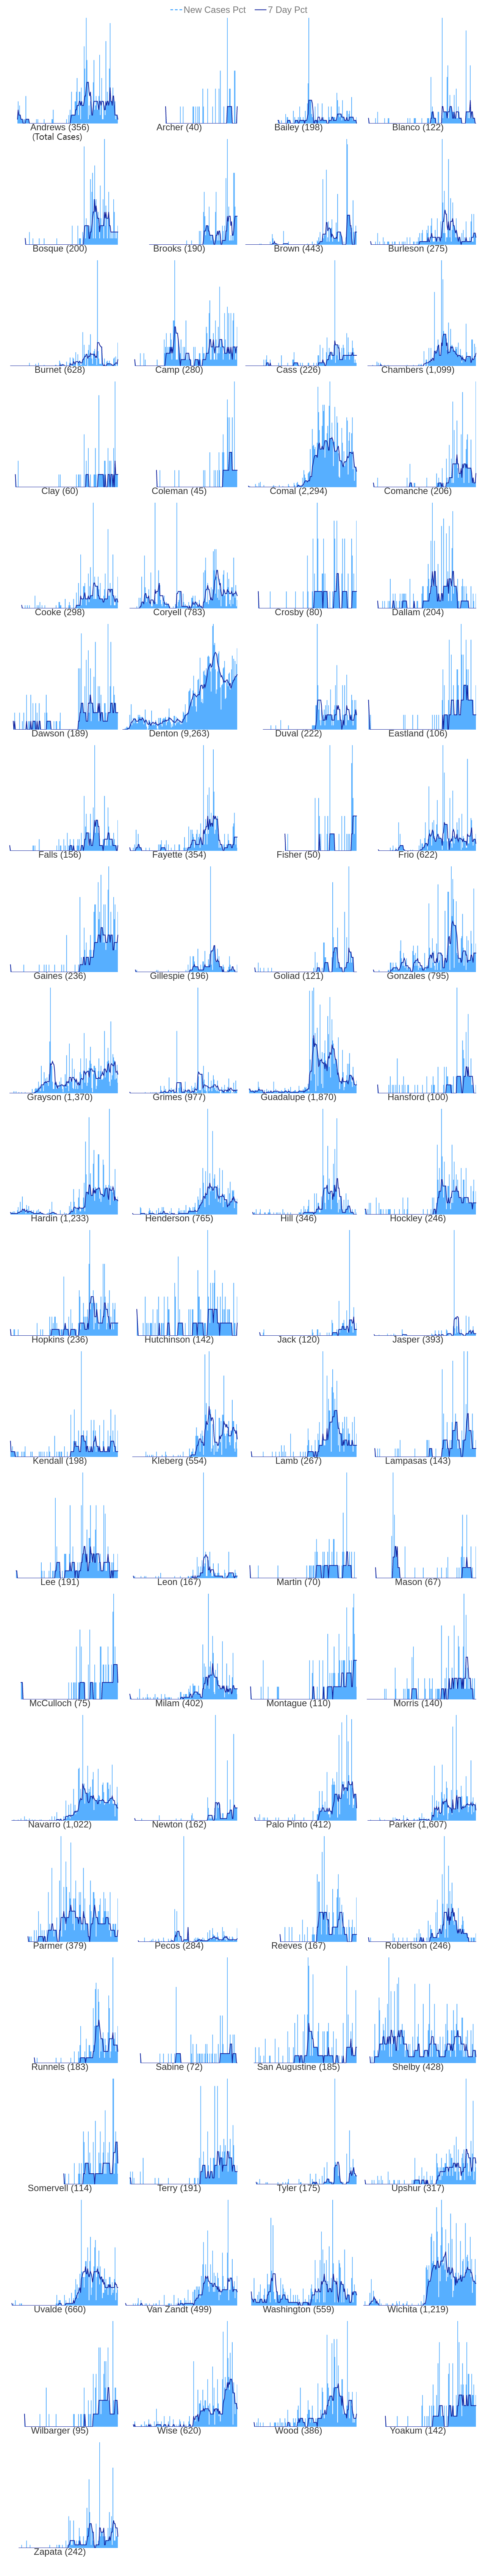 New Cases Pct 7 Day Pct
Andrews (356) Archer (40) Bailey (198) Blanco (122)
(Total Cases)
Bosque (200) Brooks (190) Brown (443) Burleson (275)
Burnet (628) Camp (280) Cass (226) Chambers (1,099)
Clay (60) Coleman (45) Comal (2,294) Comanche (206)
Cooke (298) Coryell (783) Crosby (80) Dallam (204)
Dawson (189) Denton (9,263) Duval (222) Eastland (106)
Falls (156) Fayette (354) Fisher (50) Frio (622)
Gaines (236) Gillespie (196) Goliad (121) Gonzales (795)
Grayson (1,370) Grimes (977) Guadalupe (1,870) Hansford (100)
Hardin (1,233) Henderson (765) Hill (346) Hockley (246)
Hopkins (236) Hutchinson (142) Jack (120) Jasper (393)
Kendall (198) Kleberg (554) Lamb (267) Lampasas (143)
Lee (191) Leon (167) Martin (70) Mason (67)
McCulloch (75) Milam (402) Montague (110) Morris (140)
Navarro (1,022) Newton (162) Palo Pinto (412) Parker (1,607)
Parmer (379) Pecos (284) Reeves (167) Robertson (246)
Runnels (183) Sabine (72) San Augustine (185) Shelby (428)
Somervell (114) Terry (191) Tyler (175) Upshur (317)
Uvalde (660) Van Zandt (499) Washington (559) Wichita (1,219)
Wilbarger (95) Wise (620) Wood (386) Yoakum (142)
Zapata (242)